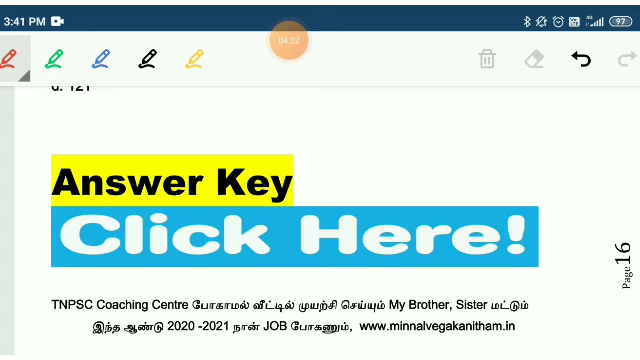 3:41 PM
97
04:22
d. 121
Answer Key
Click Here!
Page 16
TNPSC Coaching Centre போகாமல் வீட்டில் முயற்சி செய்யும் My Brother, Sister மட்டும்
இந்த ஆண்டு 2020 -2021 நான் JOB போகணும், www.minnalvegakanitham.in